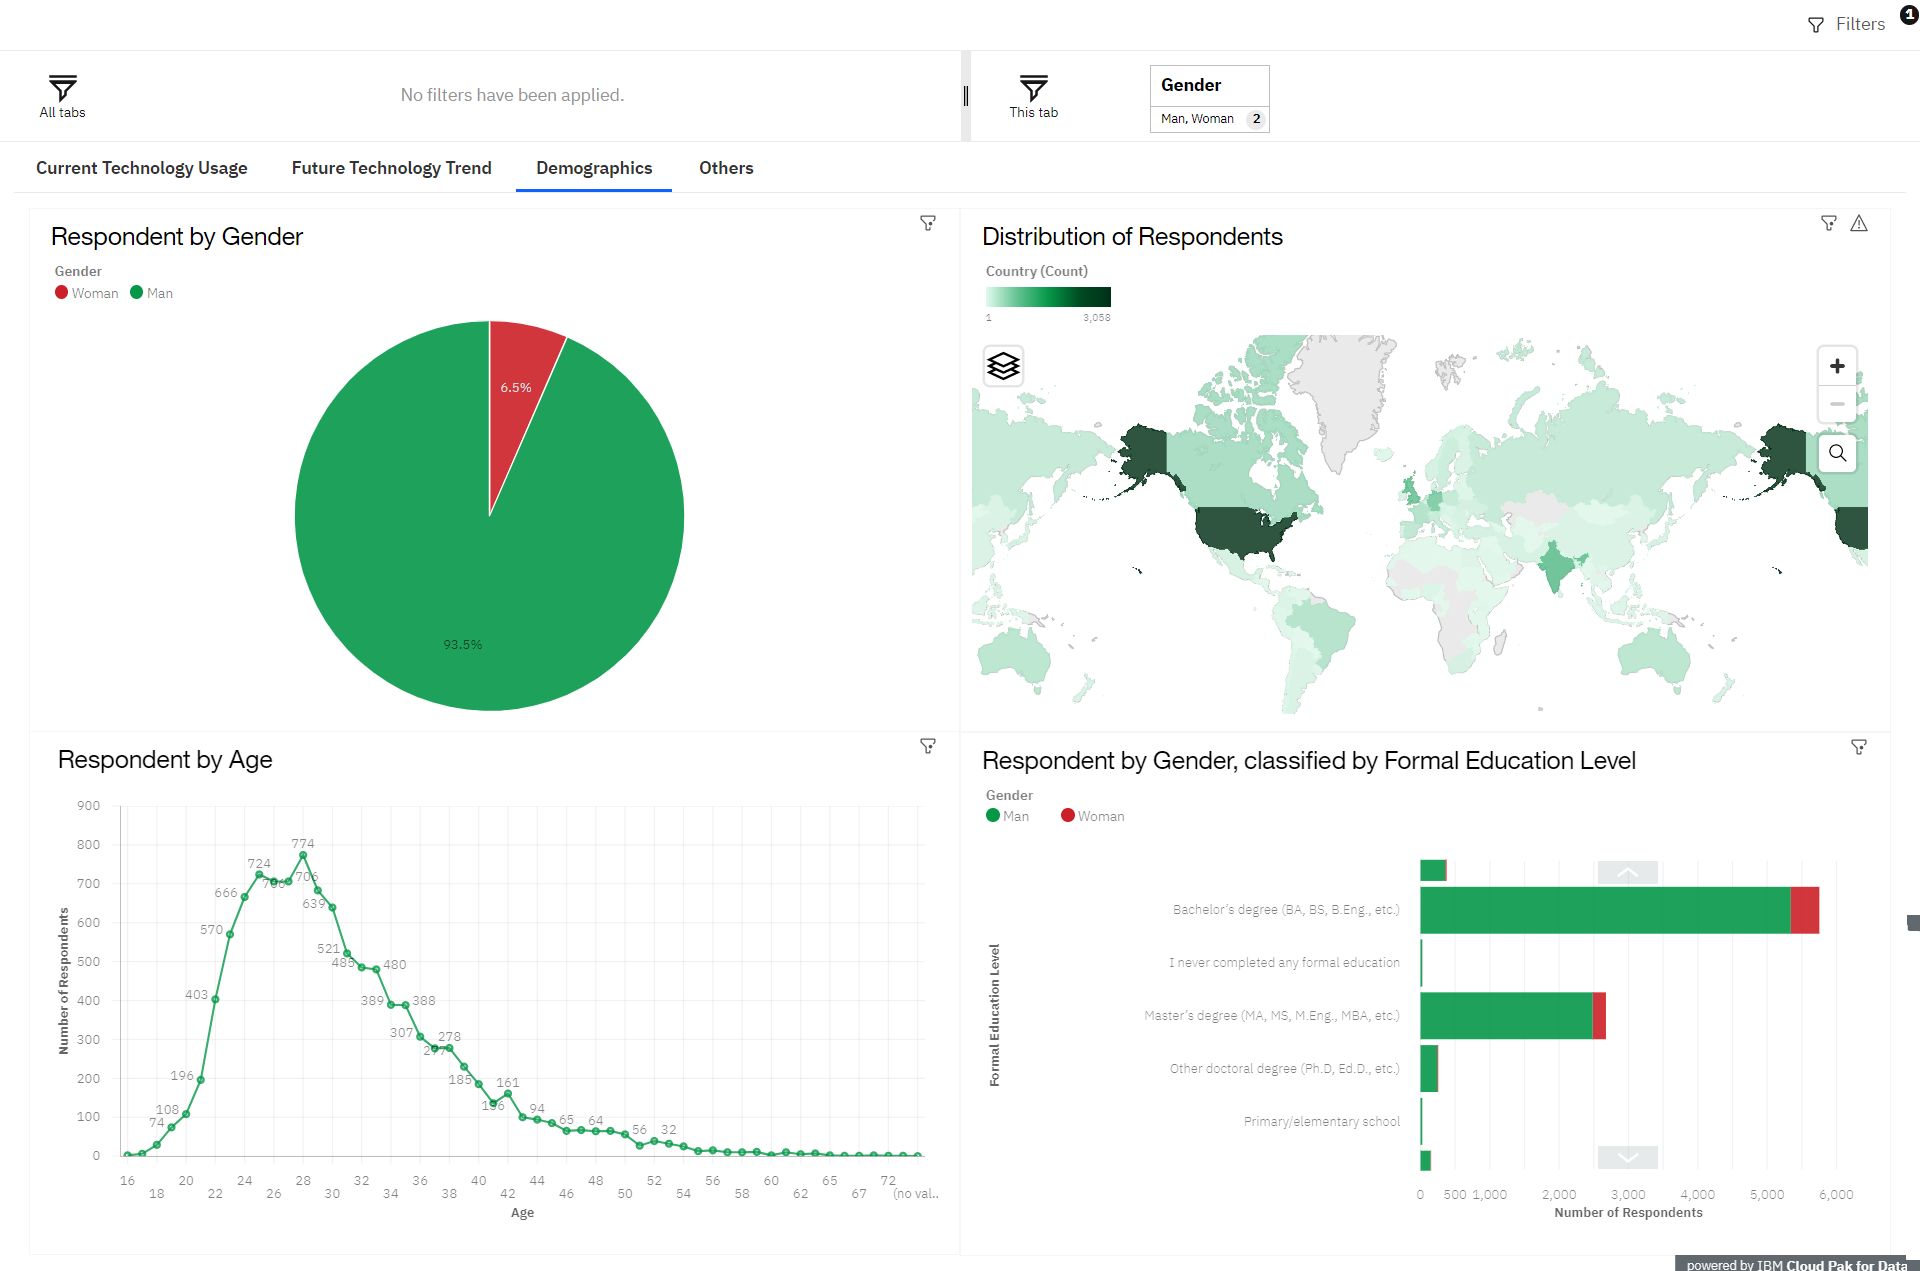 Filters
1
All tabs
No filters have been applied.
This tab
Gender
Man, Woman 2
Current Technology Usage
Future Technology Trend
Demographics
Others
Respondent by Gender
Gender
Woman
Man
6.5%
93.5%
Distribution of Respondents
Country (Count)
1 3,058
Respondent by Age
Number of Respondents
900
800
700
600
500
400
300
200
100
0
74
108
196
403
570
666
724
774
706
639
521
485
480
389
388
307
277
278
185
136
161
94
65
64
56
32
16 20 24 28 32 36 40 44 48 52 56 60 65 72
18 22 26 30 34 38 42 46 50 54 58 62 67 (no val..
Age
Respondent by Gender, classified by Formal Education Level
Gender
Man
Woman
Formal Education Level
Bachelor's degree (BA, BS, B.Eng., etc.)
I never completed any formal education
Master's degree (MA, MS, M.Eng., MBA, etc.)
Other doctoral degree (Ph.D, Ed.D., etc.)
Primary/elementary school
0 500 1,000 2,000 3,000 4,000 5,000 6,000
Number of Respondents
powered by IBM Cloud Pak for Data